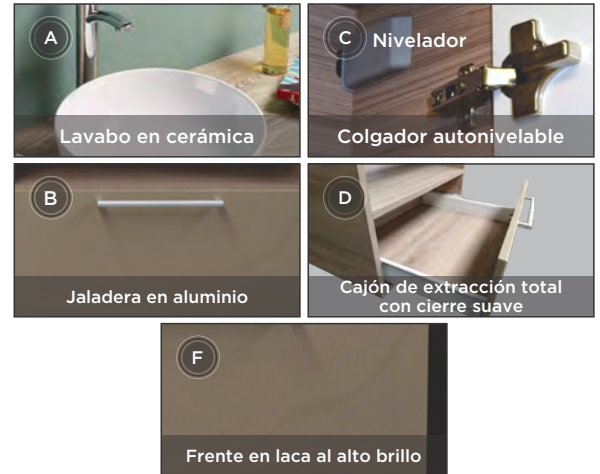 A
Lavabo en cerámica
C
Nivelador
Colgador autonivelable
B
Jaladera en aluminio
D
Cajón de extracción total
con cierre suave
F
Frente en laca al alto brillo